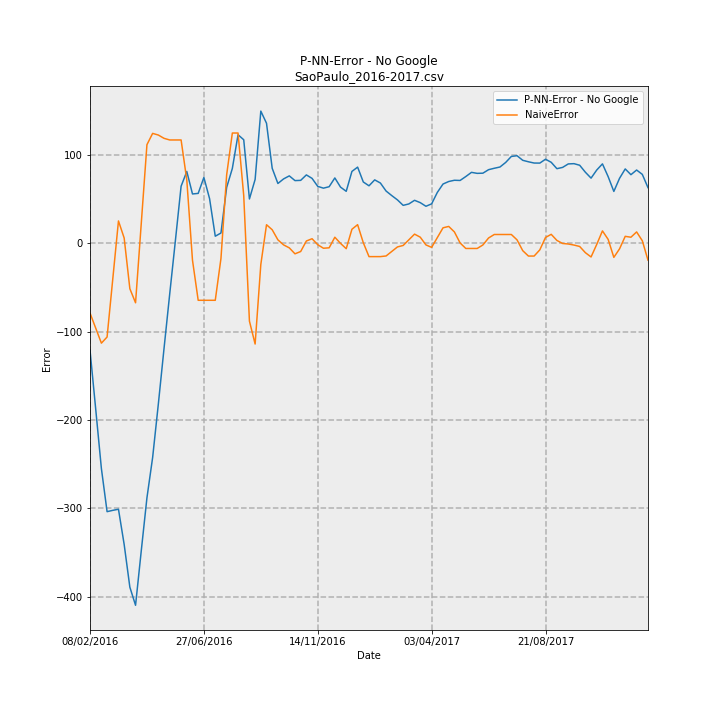 P-NN-Error - No Google
SaoPaulo_2016-2017.csv
P-NN-Error - No Google
NaiveError
100
0
−100
−200
−300
−400
Error
08/02/2016
27/06/2016
14/11/2016
03/04/2017
21/08/2017
Date